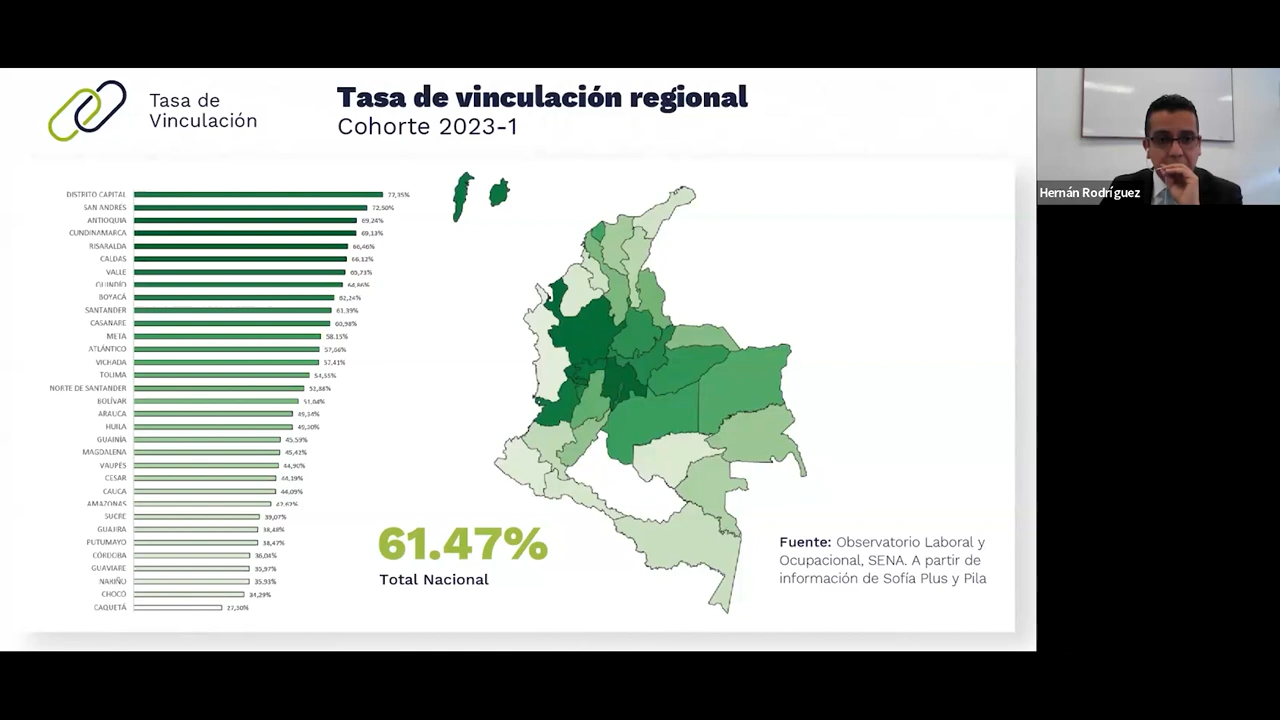 Tasa de
Vinculación
Tasa de vinculación regional
Cohorte 2023-1
Hernán Rodríguez
DISTRITO CAPITAL 77,35%
SAN ANDRÉS 72,50%
ANTIOQUIA 69,24%
CUNDINAMARCA 69,13%
RISARALDA 66,46%
CALDAS 66,12%
VALLE 65,73%
QUINDÍO 64,86%
BOYACÁ 62,24%
SANTANDER 61,39%
CASANARE 60,98%
META 58,15%
ATLÁNTICO 57,66%
VICHADA 57,41%
TOLIMA 54,55%
NORTE DE SANTANDER 52,88%
BOLÍVAR 51,04%
ARAUCA 49,34%
HUILA 49,30%
GUAINÍA 45,59%
MAGDALENA 45,42%
VAUPÉS 44,90%
CESAR 44,19%
CAUCA 44,09%
AMAZONAS 42,62%
SUCRE 39,07%
GUAJIRA 38,48%
PUTUMAYO 38,47%
CÓRDOBA 36,04%
GUAVIARE 35,97%
NARIÑO 35,93%
CHOCÓ 34,29%
CAQUETÁ 27,30%
61.47%
Total Nacional
Fuente: Observatorio Laboral y
Ocupacional, SENA. A partir de
información de Sofía Plus y Pila